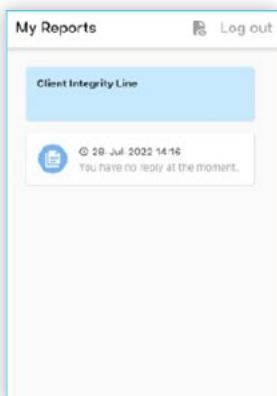 My Reports
Log out
Client Integrity Line
28. Jul. 2022 14:16
You have no reply at the moment.